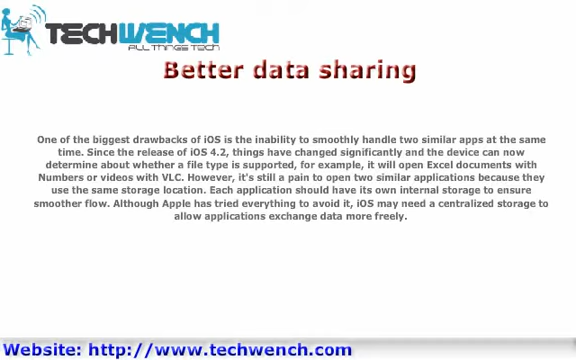 TECHWENCH
ALL THINGS TECH
Better data sharing
One of the biggest drawbacks of iOS is the inability to smoothly handle two similar apps at the same
time. Since the release of iOS 4.2, things have changed significantly and the device can now
determine about whether a file type is supported, for example, it will open Excel documents with
Numbers or videos with VLC. However, it's still a pain to open two similar applications because they
use the same storage location. Each application should have its own internal storage to ensure
smoother flow. Although Apple has tried everything to avoid it, iOS may need a centralized storage to
allow applications exchange data more freely.
Website: http://www.techwench.com